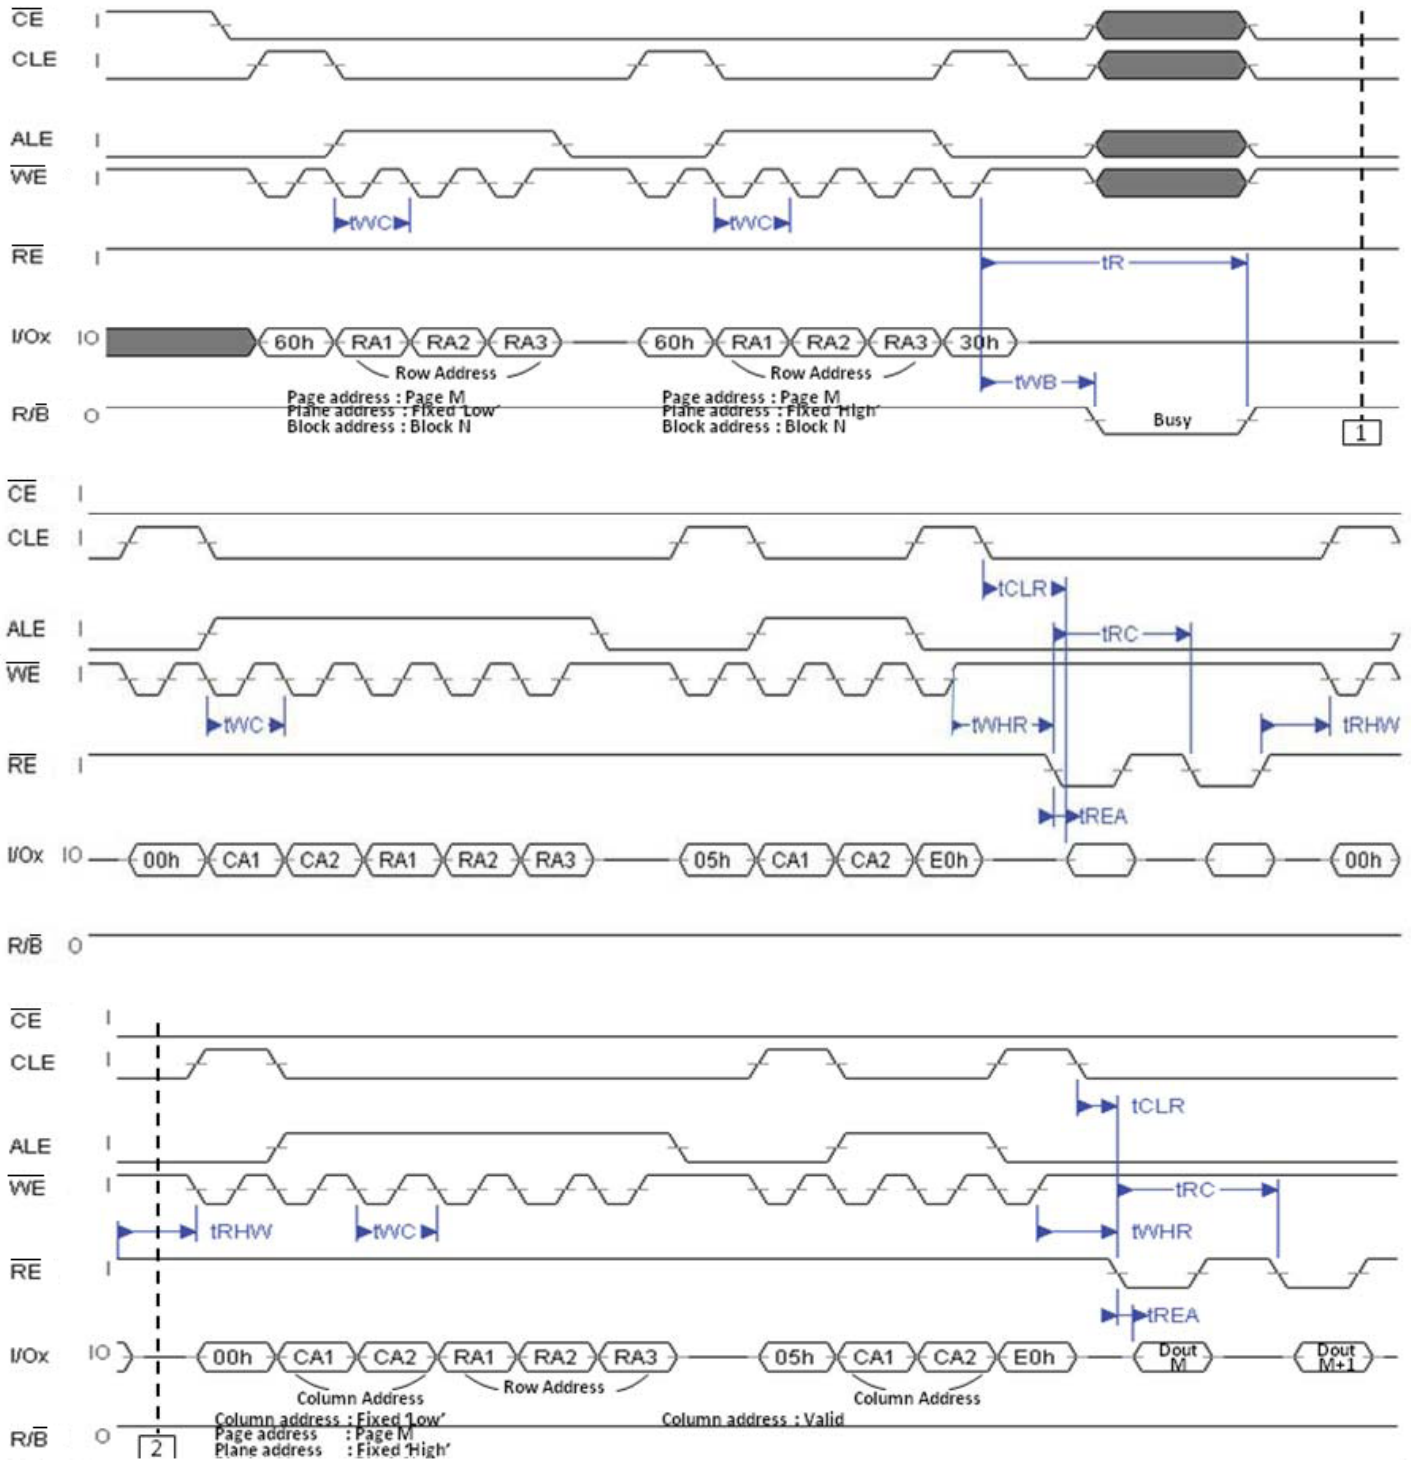 CE I
CLE I
ALE I
WE I
tWC tWC
RE I
tR
I/Ox IO 60h RA1 RA2 RA3 60h RA1 RA2 RA3 30h
Row Address Row Address
tWB
Page address : Page M Page address : Page M
Plane address : Fixed 'Low' Plane address : Fixed 'High'
Block address : Block N Block address : Block N
R/B O Busy 1
CE I
CLE I
tCLR
ALE I tRC
WE I
tWC tWHR tRHW
RE I
tREA
I/Ox IO 00h CA1 CA2 RA1 RA2 RA3 05h CA1 CA2 E0h 00h
R/B O
CE I
CLE I
tCLR
ALE I
WE I tRC
tRHW tWC tWHR
RE I
tREA
I/Ox IO 00h CA1 CA2 RA1 RA2 RA3 05h CA1 CA2 E0h Dout M Dout M+1
Column Address Row Address Column Address
Column address : Fixed 'Low' Column address : Valid
R/B O Page address : Page M
2 Plane address : Fixed 'High'